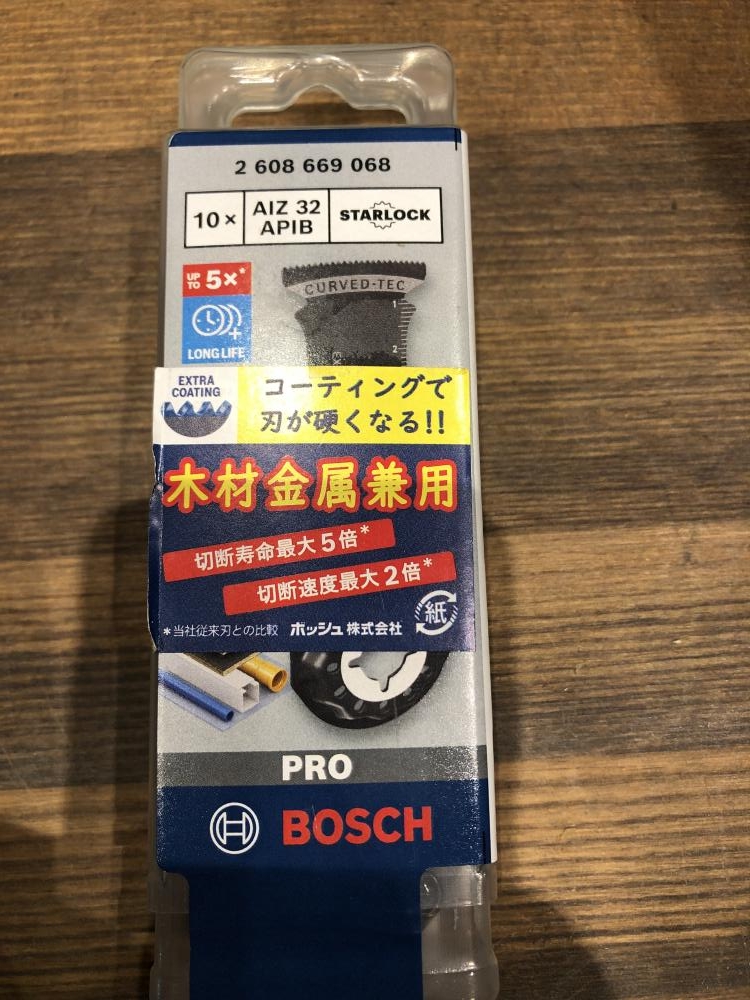 2 608 669 068
10×
AIZ 32
APIB
STARLOCK
UP TO 5×*
LONG LIFE
CURVED-TEC
1
2
EXTRA
COATING
コーティングで
刃が硬くなる!!
木材金属兼用
切断寿命最大5倍*
切断速度最大2倍*
*当社従来刃との比較 ボッシュ株式会社
紙
PRO
BOSCH